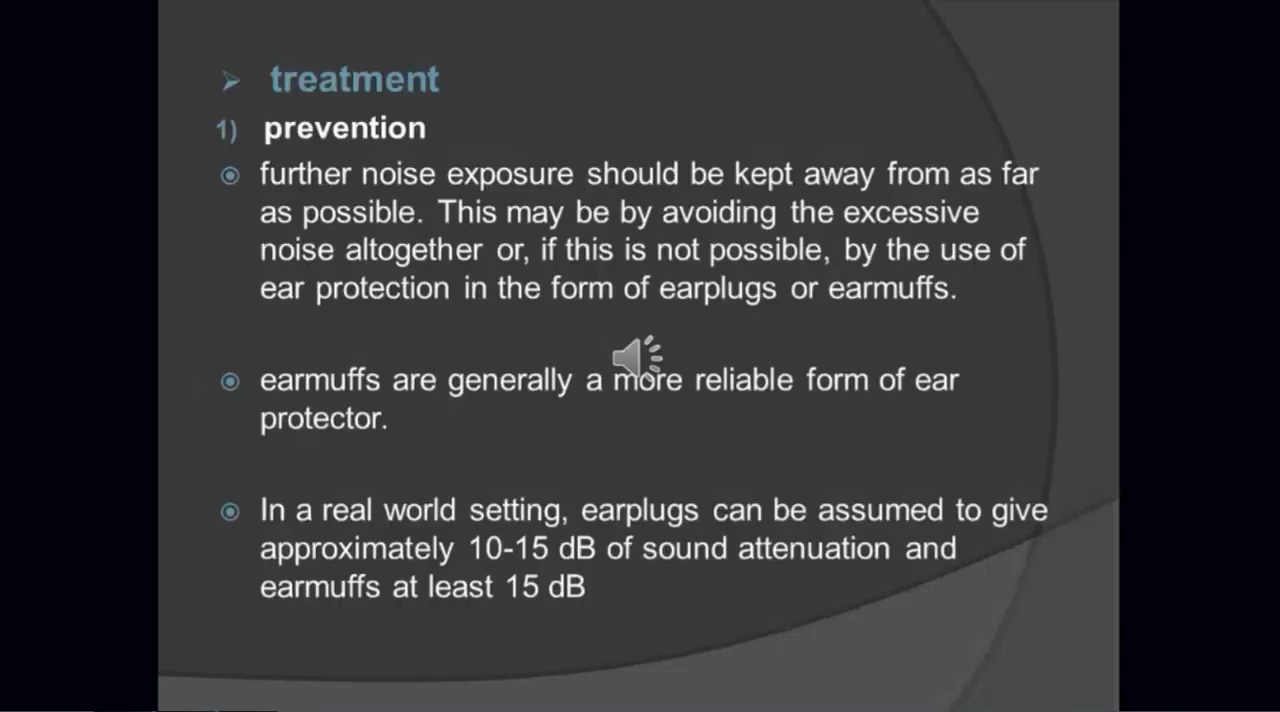 treatment
1) prevention
further noise exposure should be kept away from as far
as possible. This may be by avoiding the excessive
noise altogether or, if this is not possible, by the use of
ear protection in the form of earplugs or earmuffs.
earmuffs are generally a more reliable form of ear
protector.
In a real world setting, earplugs can be assumed to give
approximately 10-15 dB of sound attenuation and
earmuffs at least 15 dB